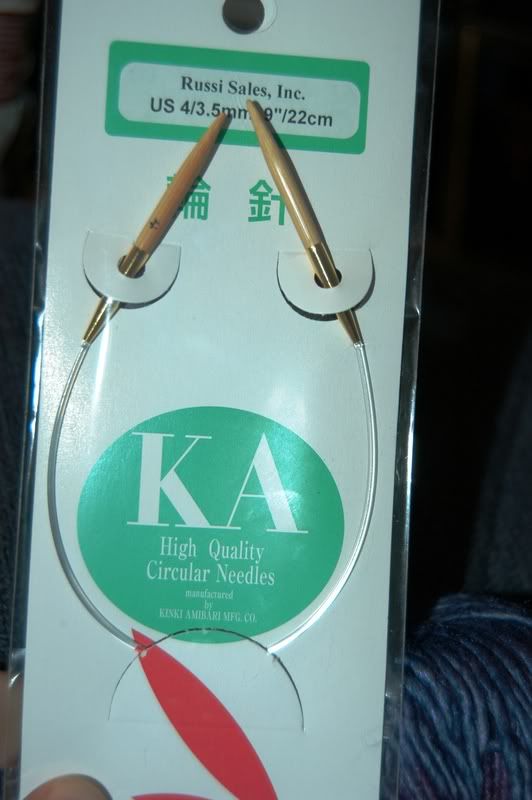 Russi Sales, Inc.
US 4/3.5mm 9"/22cm
輪 針
KA
High Quality
Circular Needles
manufactured
by
KINKI AMIBARI MFG. CO.